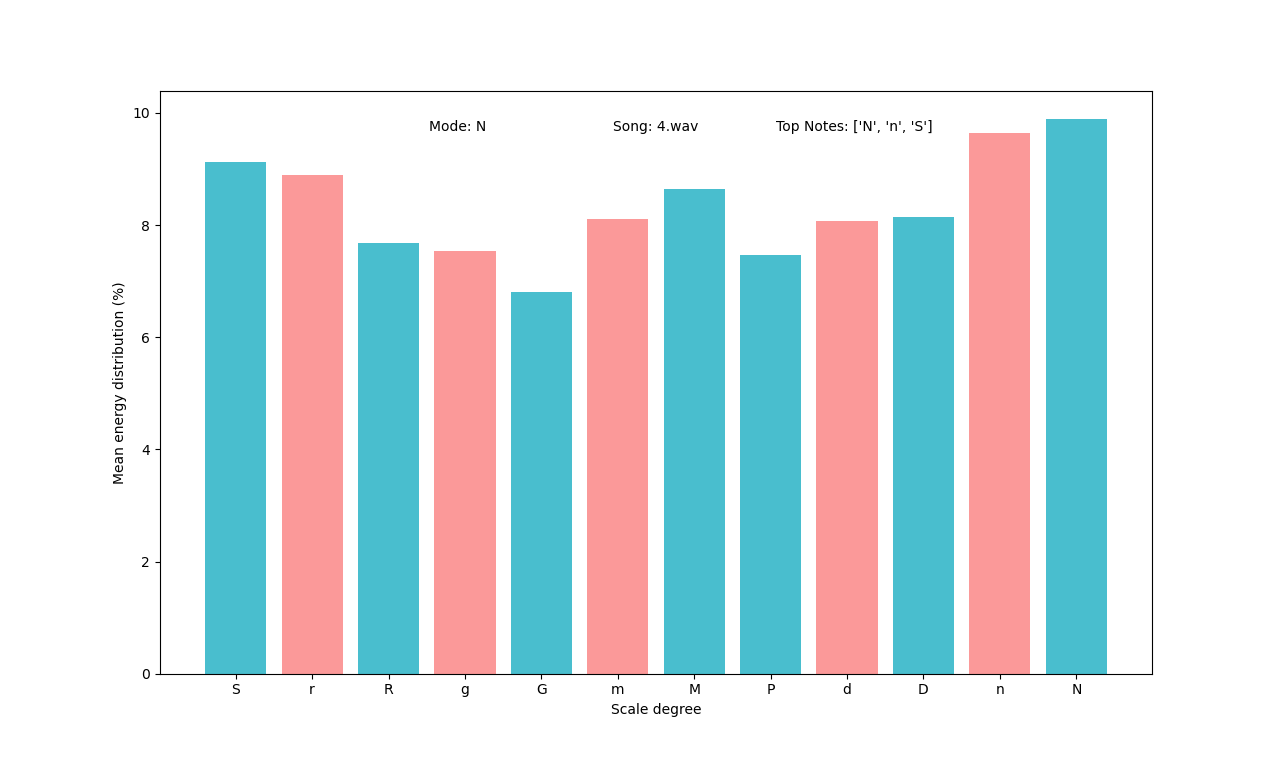 Mode: N
Song: 4.wav
Top Notes: ['N', 'n', 'S']
Mean energy distribution (%)
10
8
6
4
2
0
S r R g G m M P d D n N
Scale degree